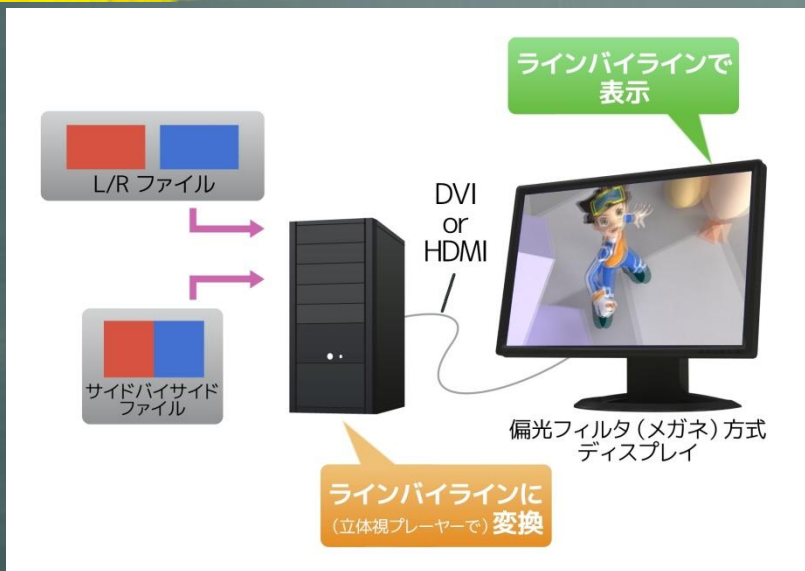 ラインバイラインで
表示
L/R ファイル
DVI
or
HDMI
サイドバイサイド
ファイル
偏光フィルタ（メガネ）方式
ディスプレイ
ラインバイラインに
（立体視プレーヤーで）変換